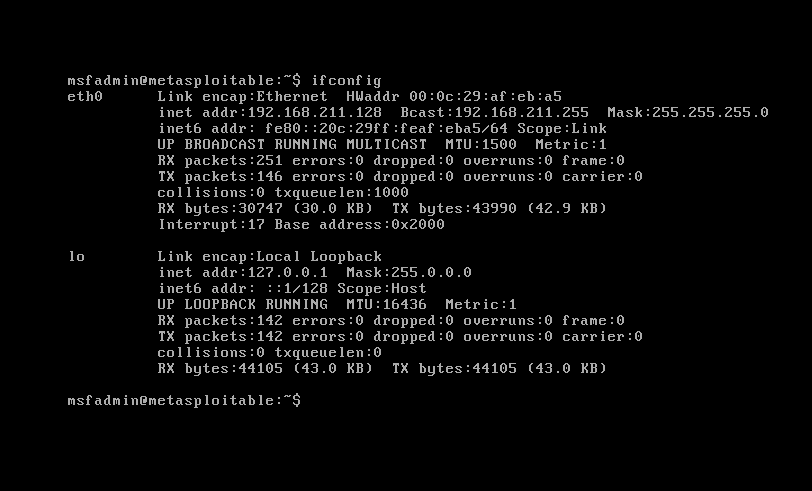 msfadmin@metasploitable:~$ ifconfig
eth0      Link encap:Ethernet  HWaddr 00:0c:29:af:eb:a5
          inet addr:192.168.211.128  Bcast:192.168.211.255  Mask:255.255.255.0
          inet6 addr: fe80::20c:29ff:feaf:eba5/64 Scope:Link
          UP BROADCAST RUNNING MULTICAST  MTU:1500  Metric:1
          RX packets:251 errors:0 dropped:0 overruns:0 frame:0
          TX packets:146 errors:0 dropped:0 overruns:0 carrier:0
          collisions:0 txqueuelen:1000
          RX bytes:30747 (30.0 KB)  TX bytes:43990 (42.9 KB)
          Interrupt:17 Base address:0x2000

lo        Link encap:Local Loopback
          inet addr:127.0.0.1  Mask:255.0.0.0
          inet6 addr: ::1/128 Scope:Host
          UP LOOPBACK RUNNING  MTU:16436  Metric:1
          RX packets:142 errors:0 dropped:0 overruns:0 frame:0
          TX packets:142 errors:0 dropped:0 overruns:0 carrier:0
          collisions:0 txqueuelen:0
          RX bytes:44105 (43.0 KB)  TX bytes:44105 (43.0 KB)

msfadmin@metasploitable:~$